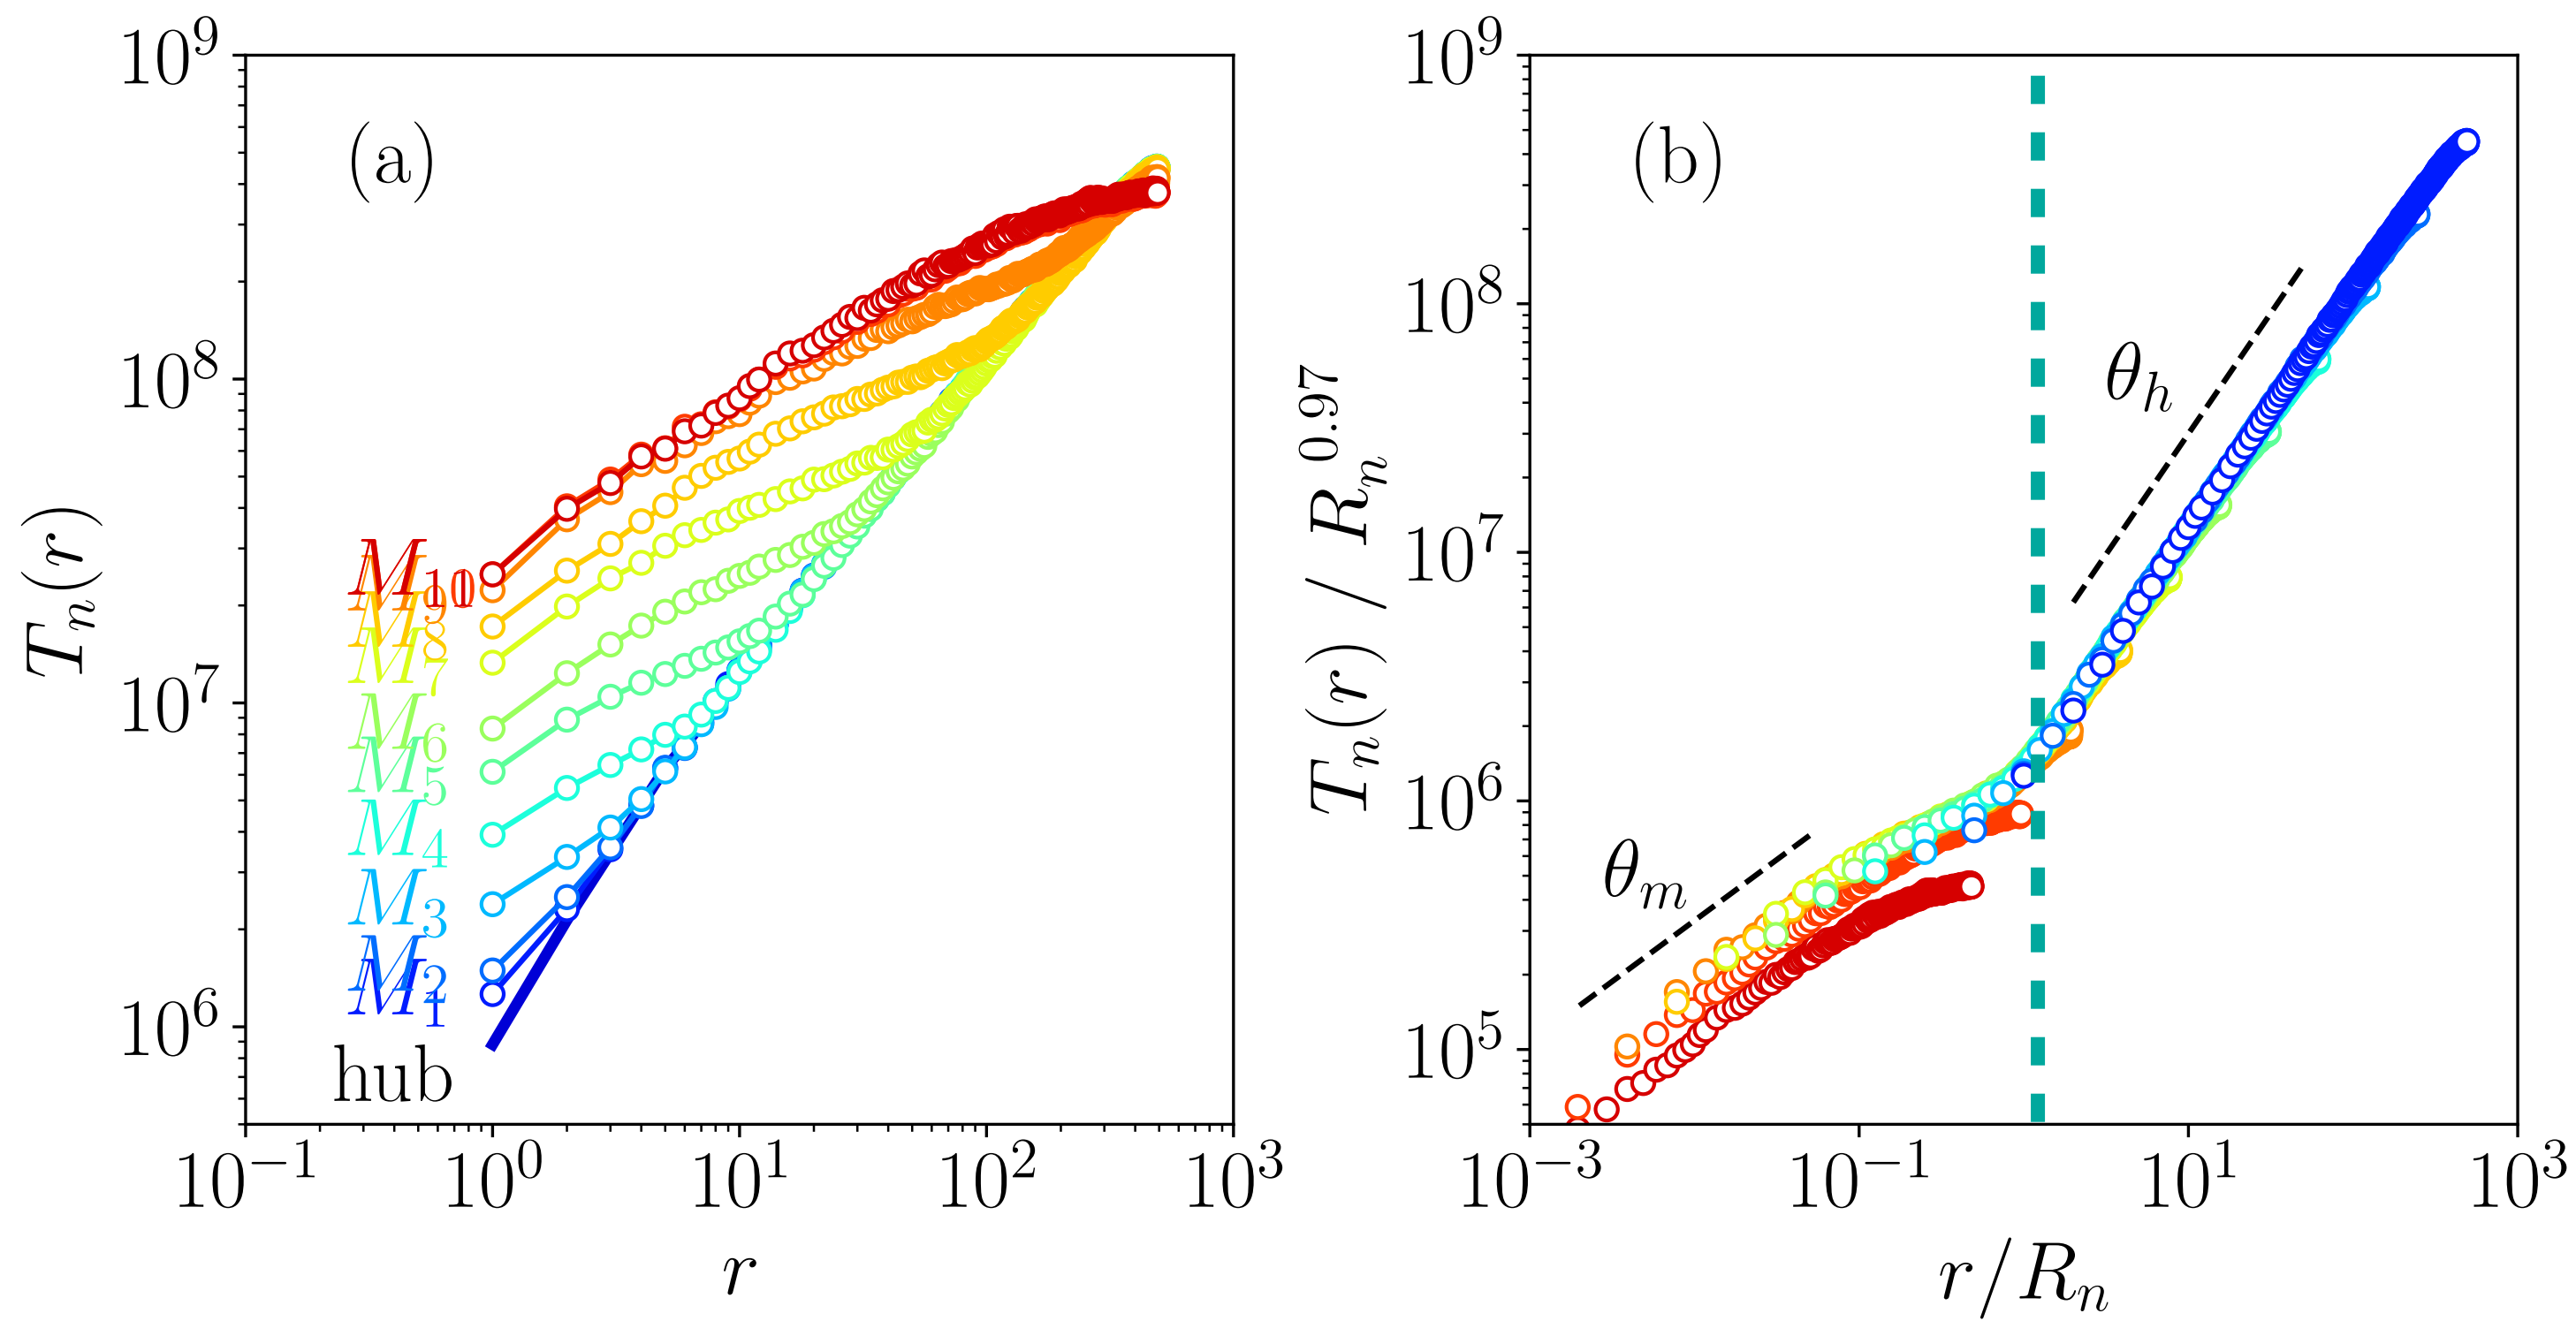 (a)
T_n(r)
10^9
10^8
10^7
10^6
M_10
M_9
M_8
M_7
M_6
M_5
M_4
M_3
M_2
M_1
hub
10^−1 10^0 10^1 10^2 10^3
r
(b)
T_n(r) / R_n^0.97
10^9
10^8
10^7
10^6
10^5
θ_h
θ_m
10^−3 10^−1 10^1 10^3
r/R_n